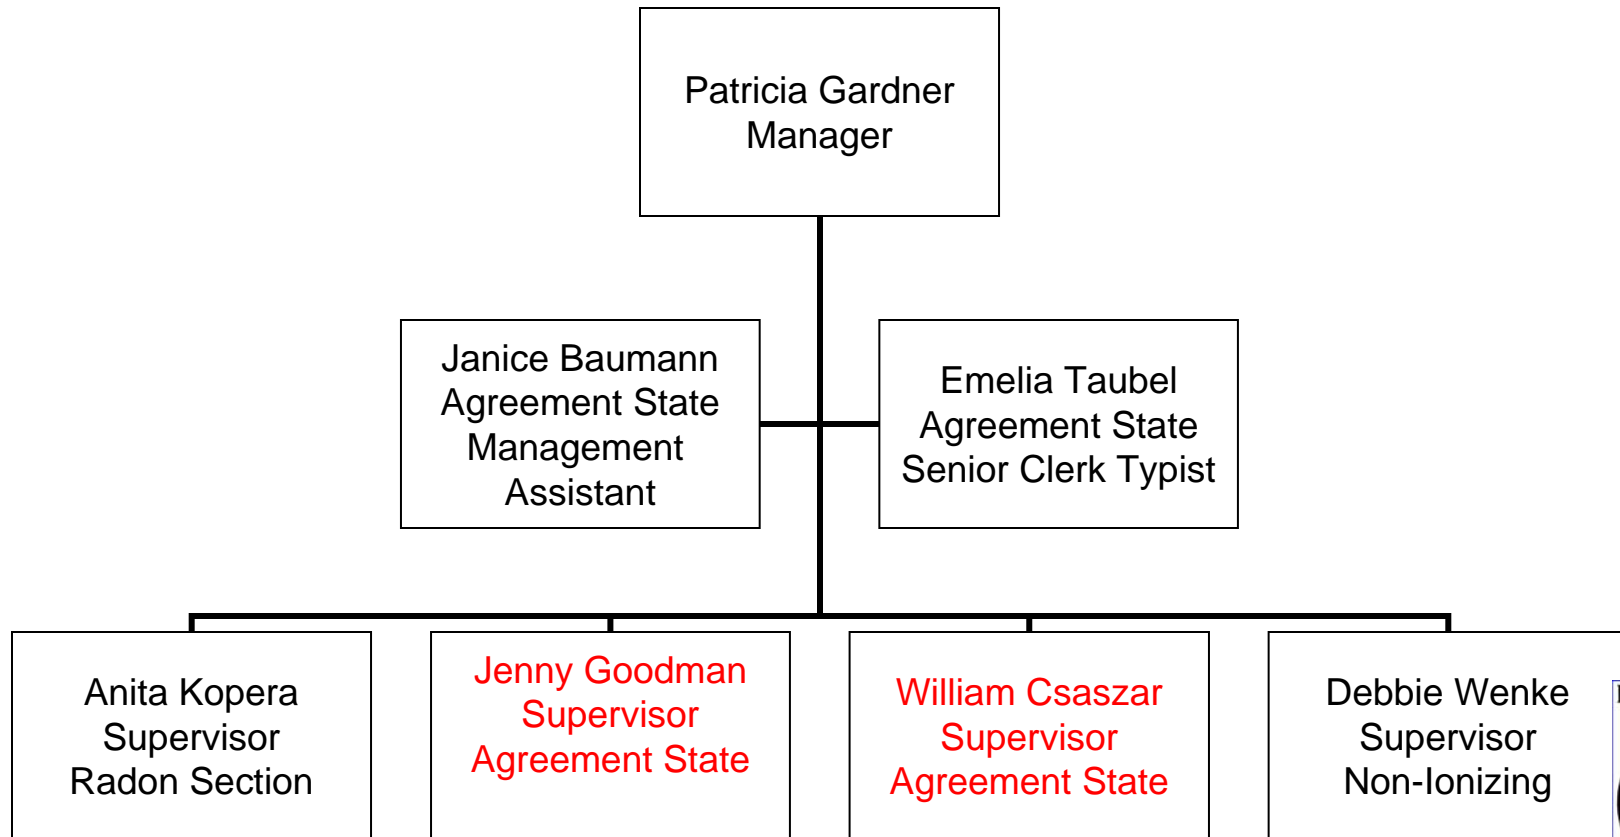 Patricia Gardner
Manager
Janice Baumann
Agreement State
Management
Assistant
Emelia Taubel
Agreement State
Senior Clerk Typist
Anita Kopera
Supervisor
Radon Section
Jenny Goodman
Supervisor
Agreement State
William Csaszar
Supervisor
Agreement State
Debbie Wenke
Supervisor
Non-Ionizing